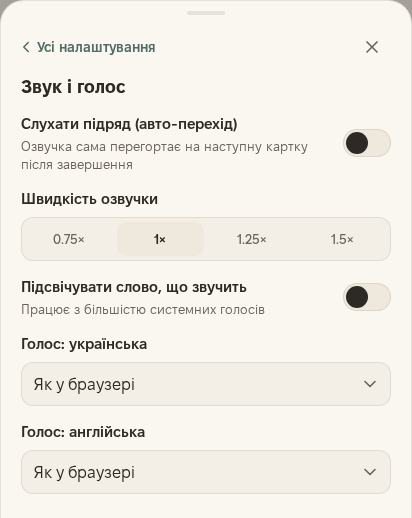 Усі налаштування
Звук і голос
Слухати підряд (авто-перехід)
Озвучка сама перегортає на наступну картку
після завершення
Швидкість озвучки
0.75×
1×
1.25×
1.5×
Підсвічувати слово, що звучить
Працює з більшістю системних голосів
Голос: українська
Як у браузері
Голос: англійська
Як у браузері